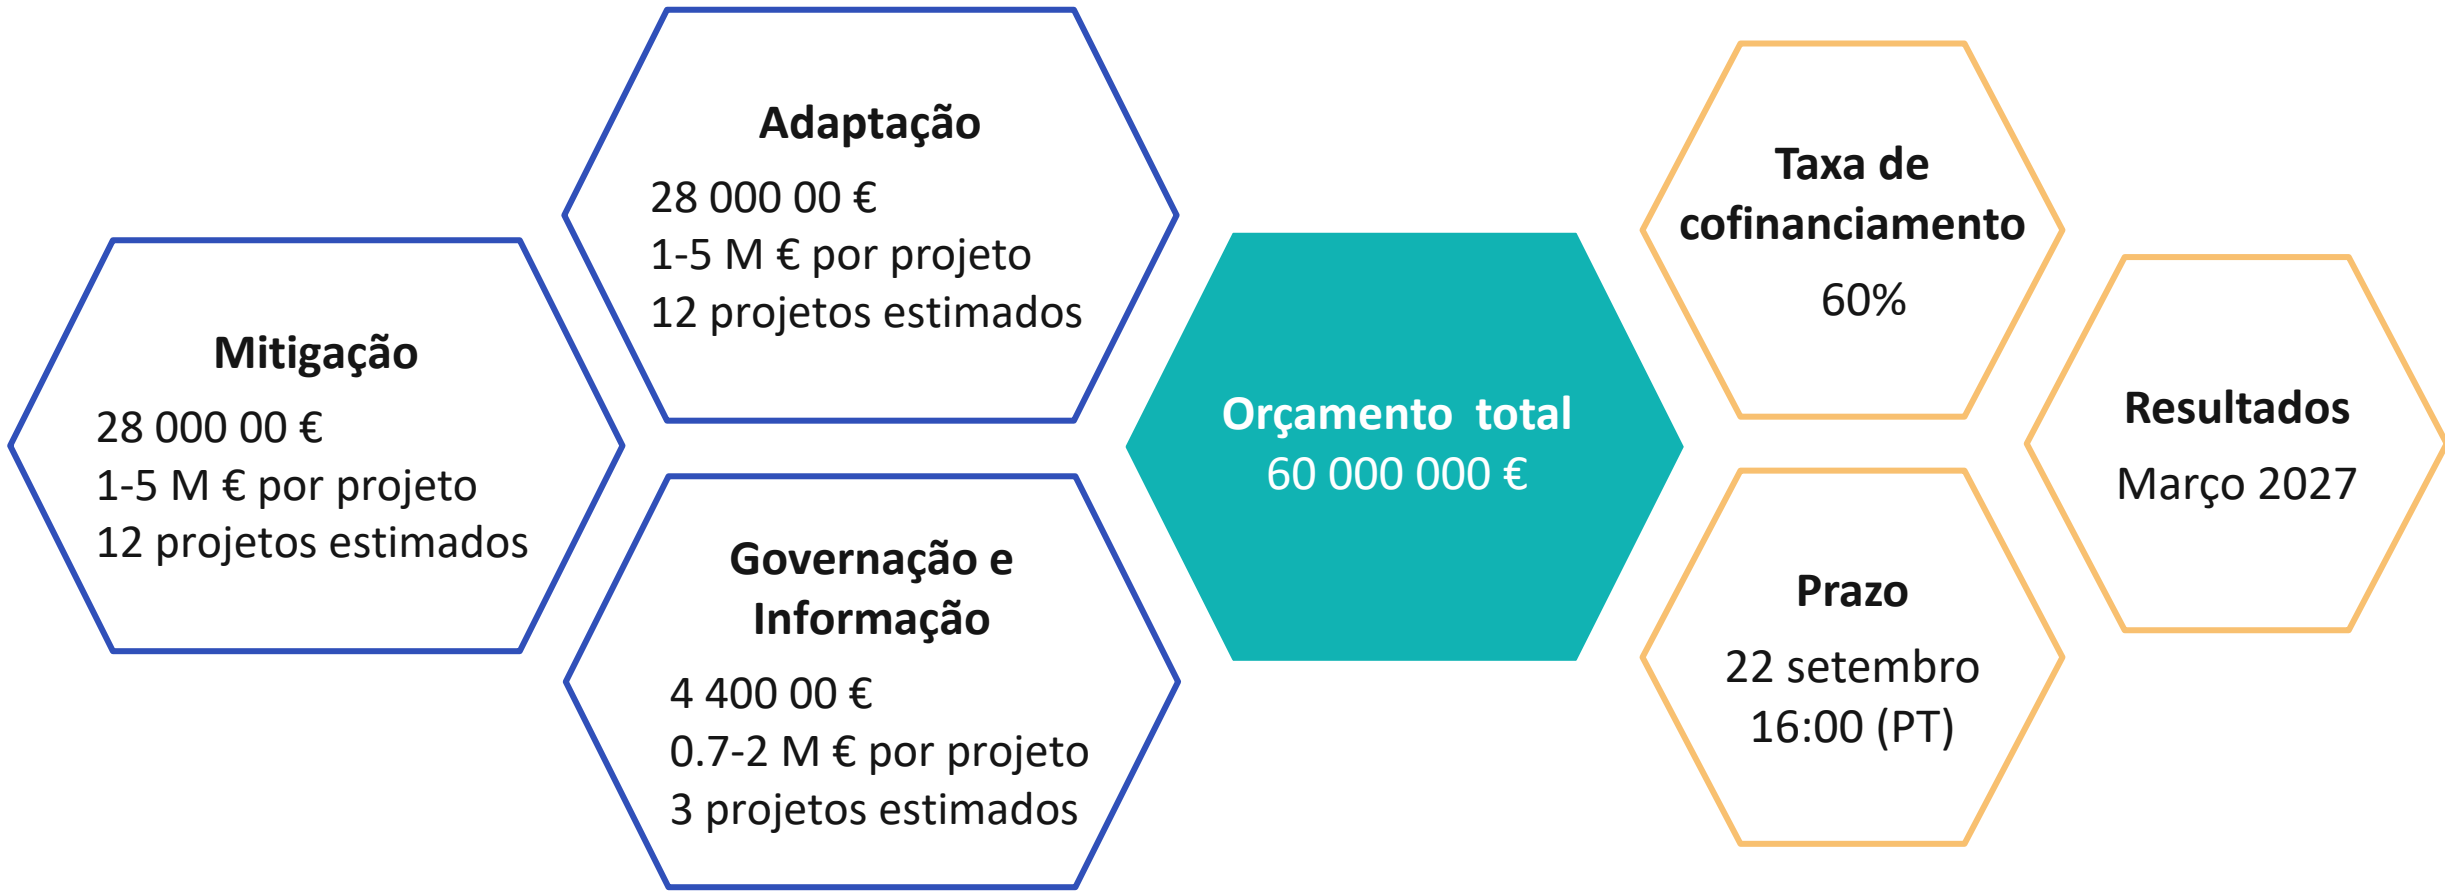 Mitigação
28 000 00 €
1-5 M € por projeto
12 projetos estimados
Adaptação
28 000 00 €
1-5 M € por projeto
12 projetos estimados
Governação e
Informação
4 400 00 €
0.7-2 M € por projeto
3 projetos estimados
Orçamento total
60 000 000 €
Taxa de
cofinanciamento
60%
Prazo
22 setembro
16:00 (PT)
Resultados
Março 2027